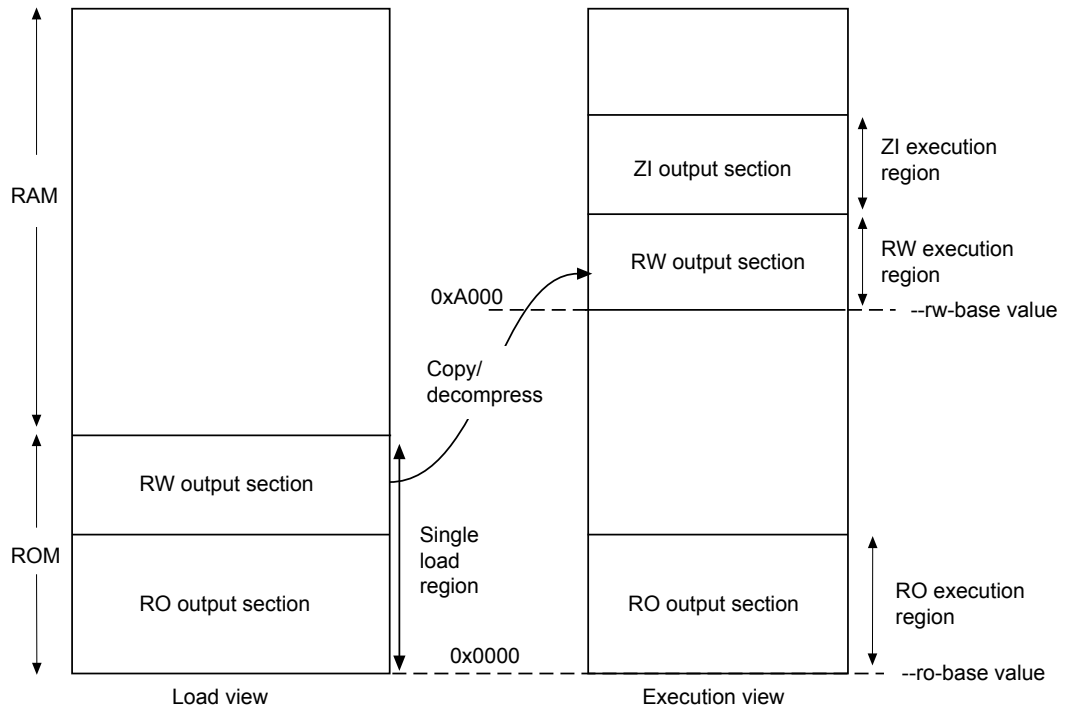 RAM
ROM
RW output section
RO output section
Load view
Single
load
region
Copy/
decompress
0xA000
0x0000
ZI output section
RW output section
RO output section
Execution view
ZI execution
region
RW execution
region
--rw-base value
RO execution
region
--ro-base value